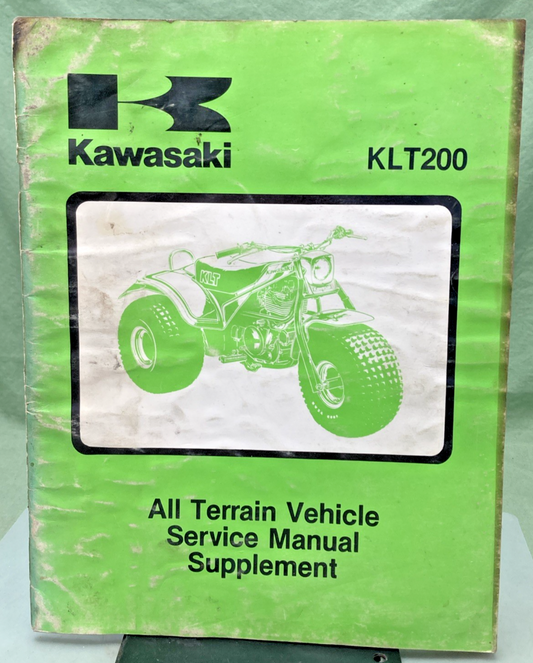 Kawasaki
KLT200
KLT
All Terrain Vehicle
Service Manual
Supplement